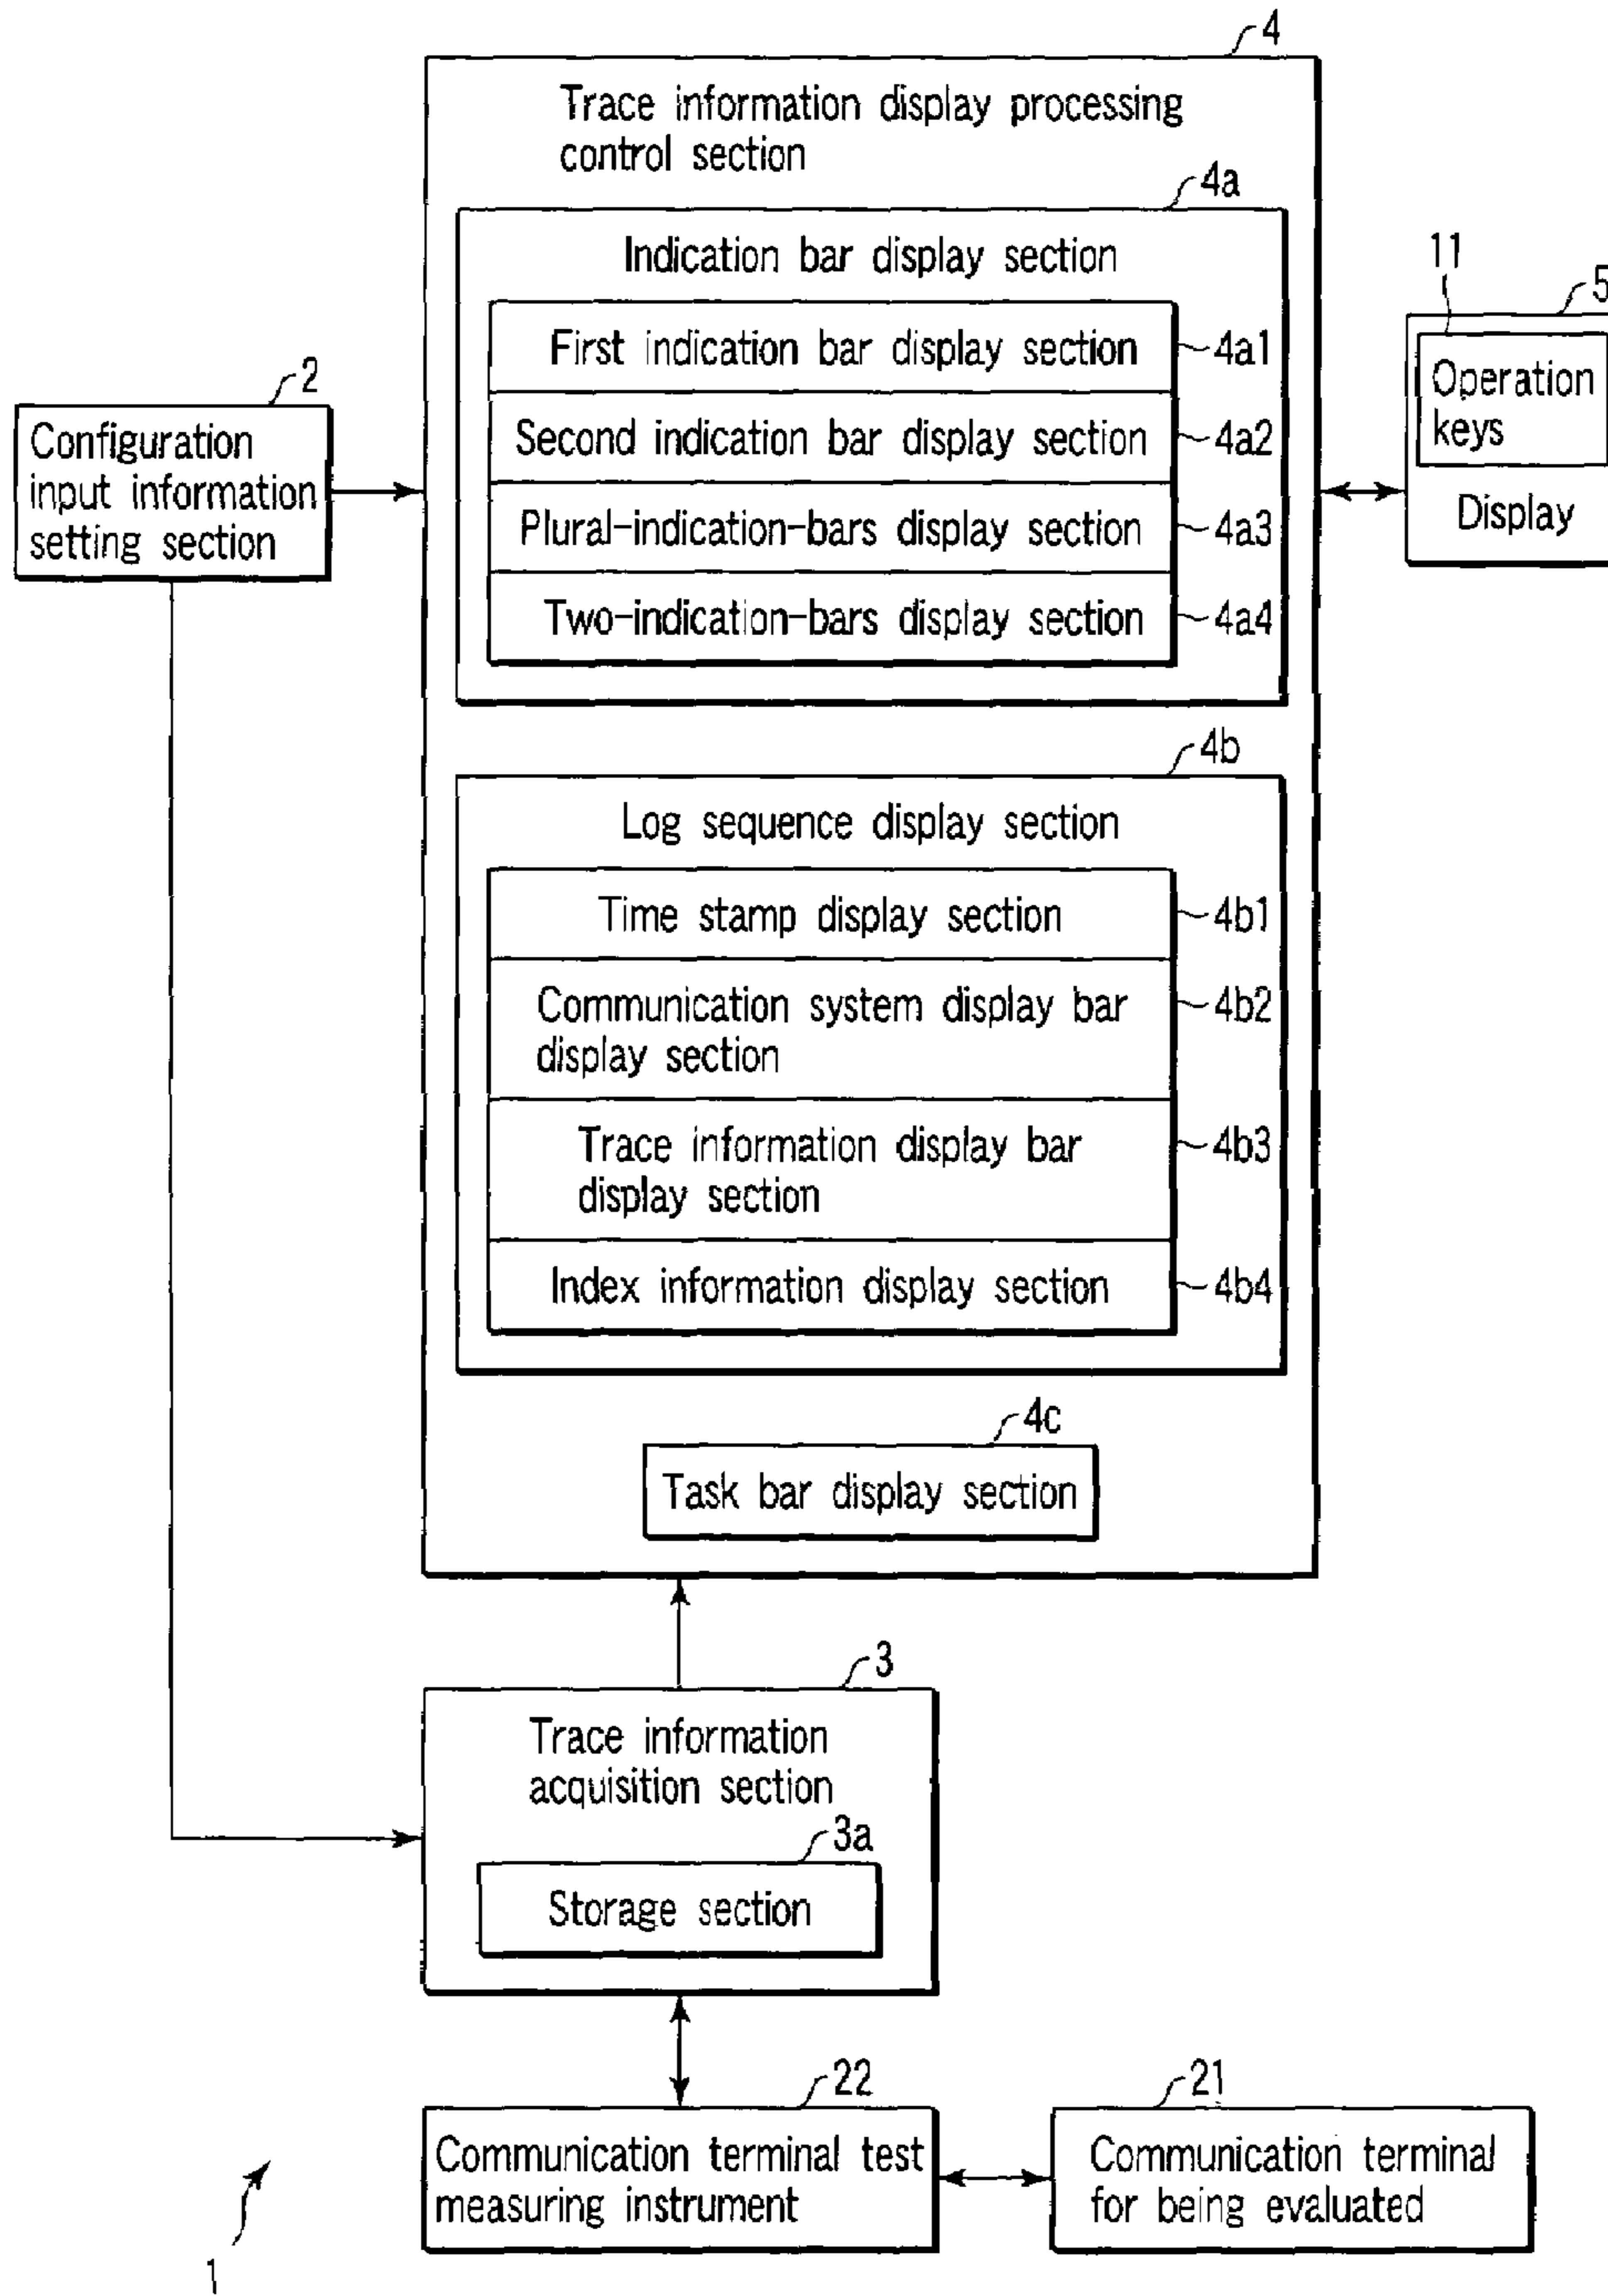 4
Trace information display processing
control section
4a
Indication bar display section
First indication bar display section
4a1
Second indication bar display section
4a2
Plural-indication-bars display section
4a3
Two-indication-bars display section
4a4
11
5
Operation
keys
Display
2
Configuration
input information
setting section
4b
Log sequence display section
Time stamp display section
4b1
Communication system display bar
display section
4b2
Trace information display bar
display section
4b3
Index information display section
4b4
4c
Task bar display section
3
Trace information
acquisition section
3a
Storage section
22
Communication terminal test
measuring instrument
21
Communication terminal
for being evaluated
1